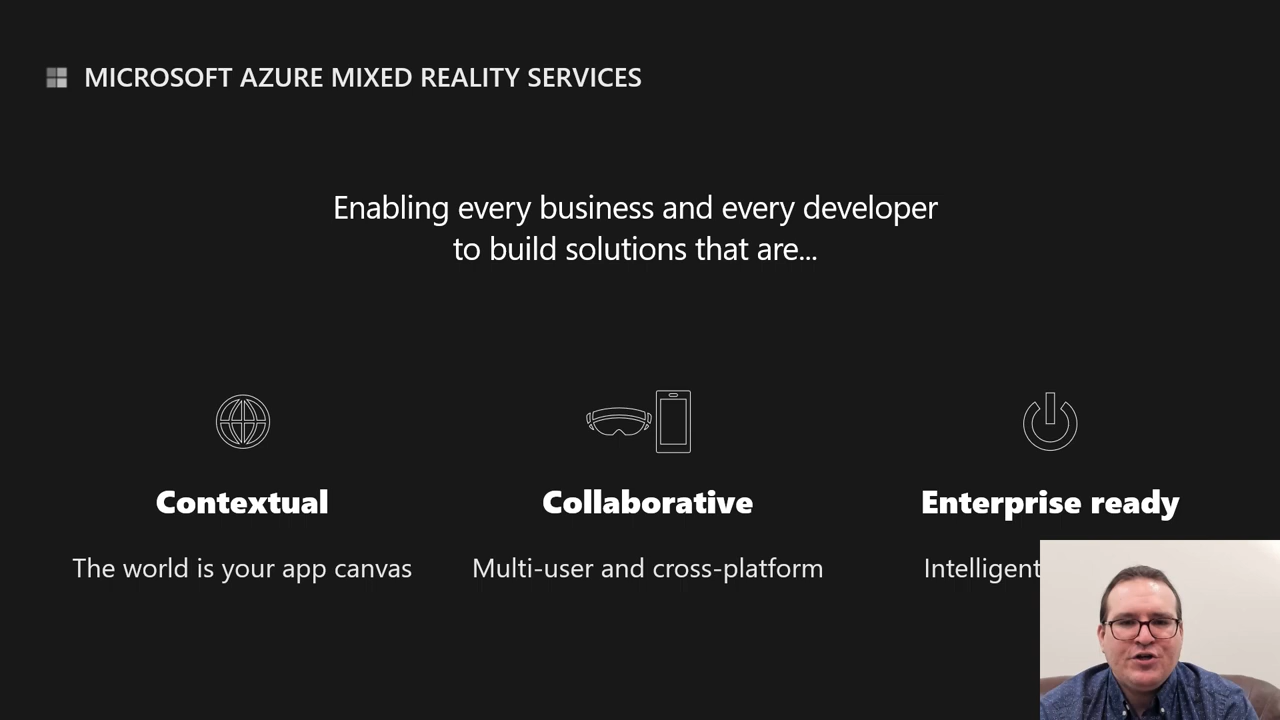 MICROSOFT AZURE MIXED REALITY SERVICES
Enabling every business and every developer
to build solutions that are...
Contextual
Collaborative
Enterprise ready
The world is your app canvas
Multi-user and cross-platform
Intelligent